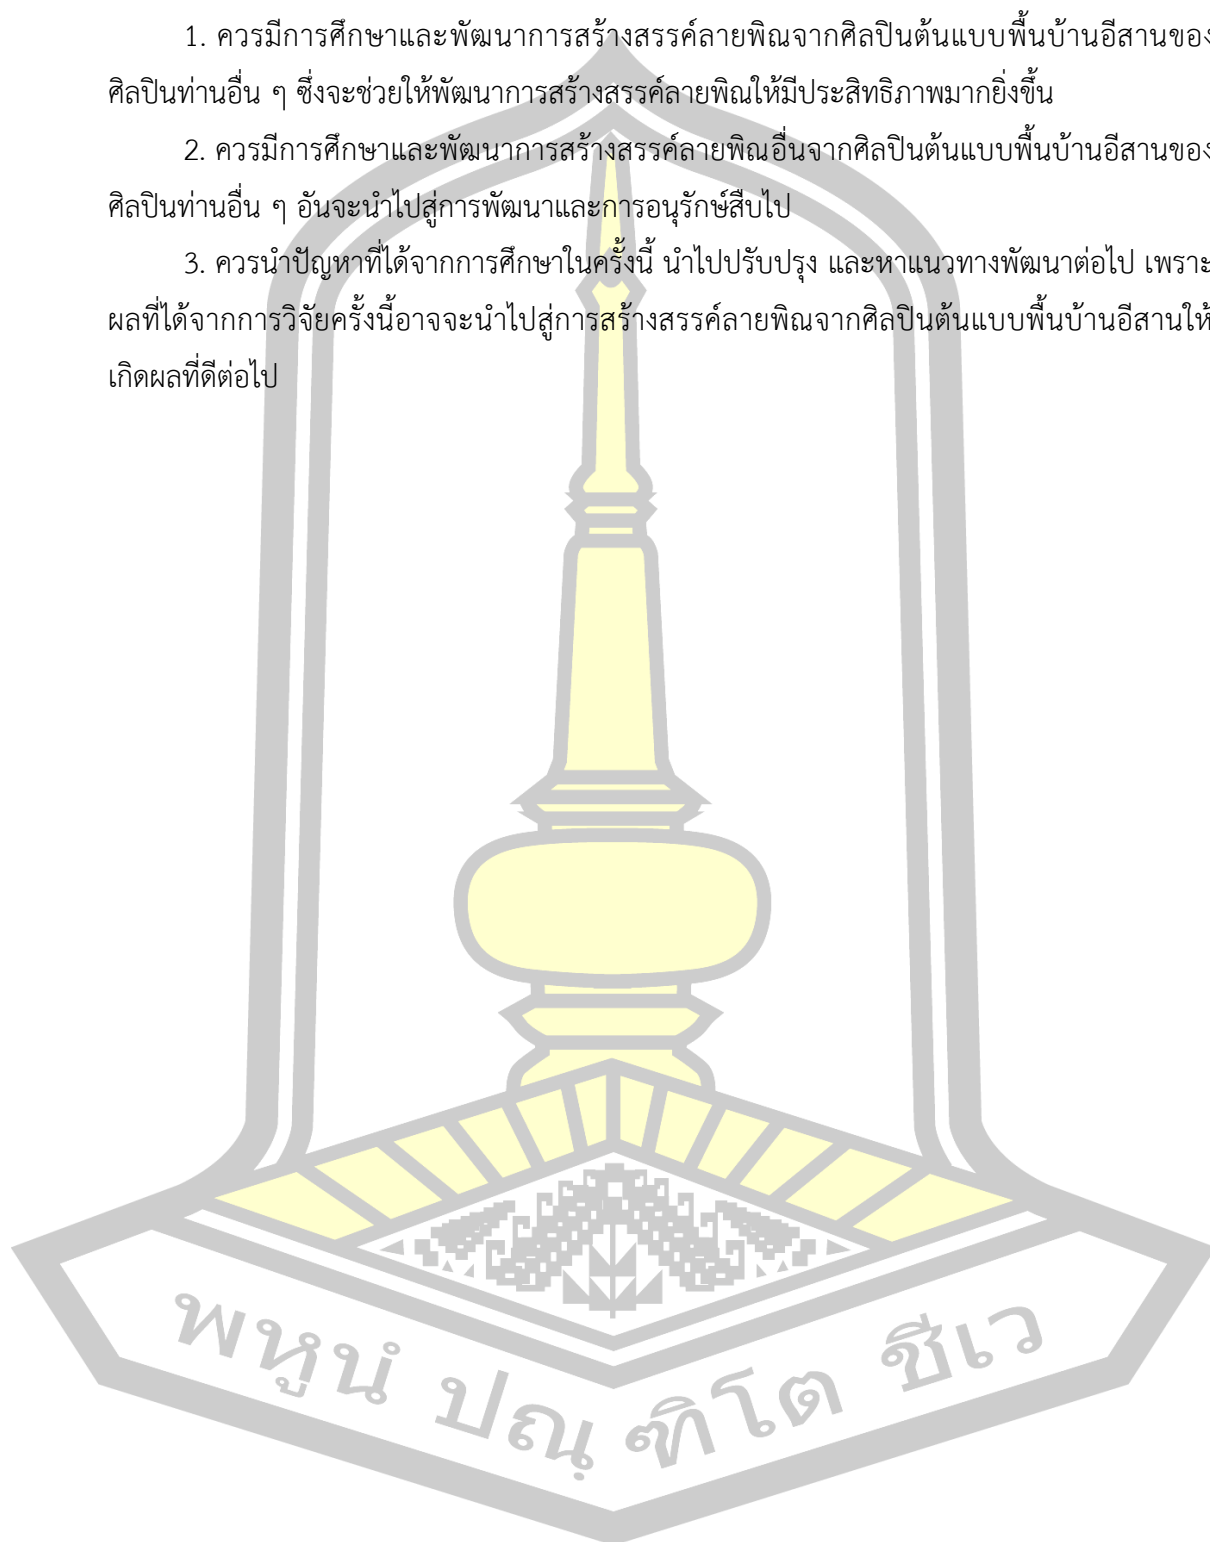 1. ควรมีการศึกษาและพัฒนาการสร้างสรรค์ลายพิณจากศิลปินต้นแบบพื้นบ้านอีสานของ
ศิลปินท่านอื่น ๆ ซึ่งจะช่วยให้พัฒนาการสร้างสรรค์ลายพิณให้มีประสิทธิภาพมากยิ่งขึ้น
2. ควรมีการศึกษาและพัฒนาการสร้างสรรค์ลายพิณอื่นจากศิลปินต้นแบบพื้นบ้านอีสานของ
ศิลปินท่านอื่น ๆ อันจะนำไปสู่การพัฒนาและการอนุรักษ์สืบไป
3. ควรนำปัญหาที่ได้จากการศึกษาในครั้งนี้ นำไปปรับปรุง และหาแนวทางพัฒนาต่อไป เพราะ
ผลที่ได้จากการวิจัยครั้งนี้อาจจะนำไปสู่การสร้างสรรค์ลายพิณจากศิลปินต้นแบบพื้นบ้านอีสานให้
เกิดผลที่ดีต่อไป
พหูนํ ปณฺฑิโต ชีเว